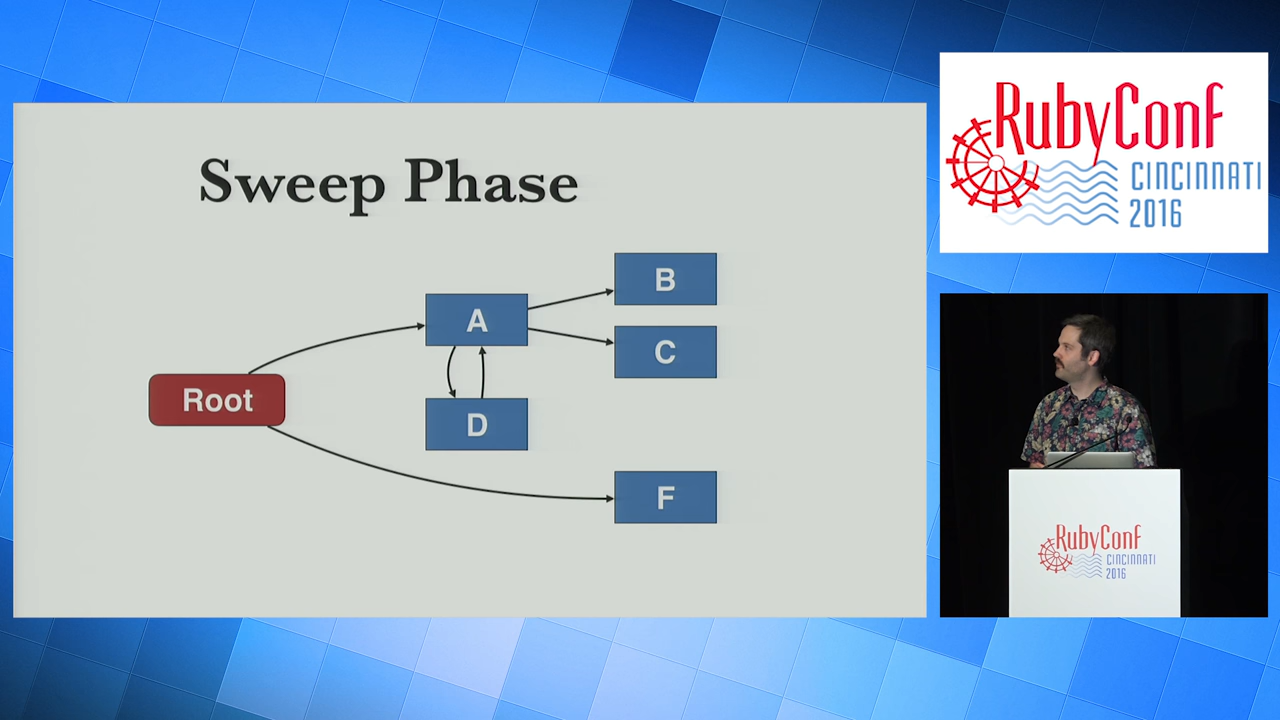 Sweep Phase
B
A
C
Root
D
F
RubyConf
CINCINNATI
2016
RubyConf
CINCINNATI
2016